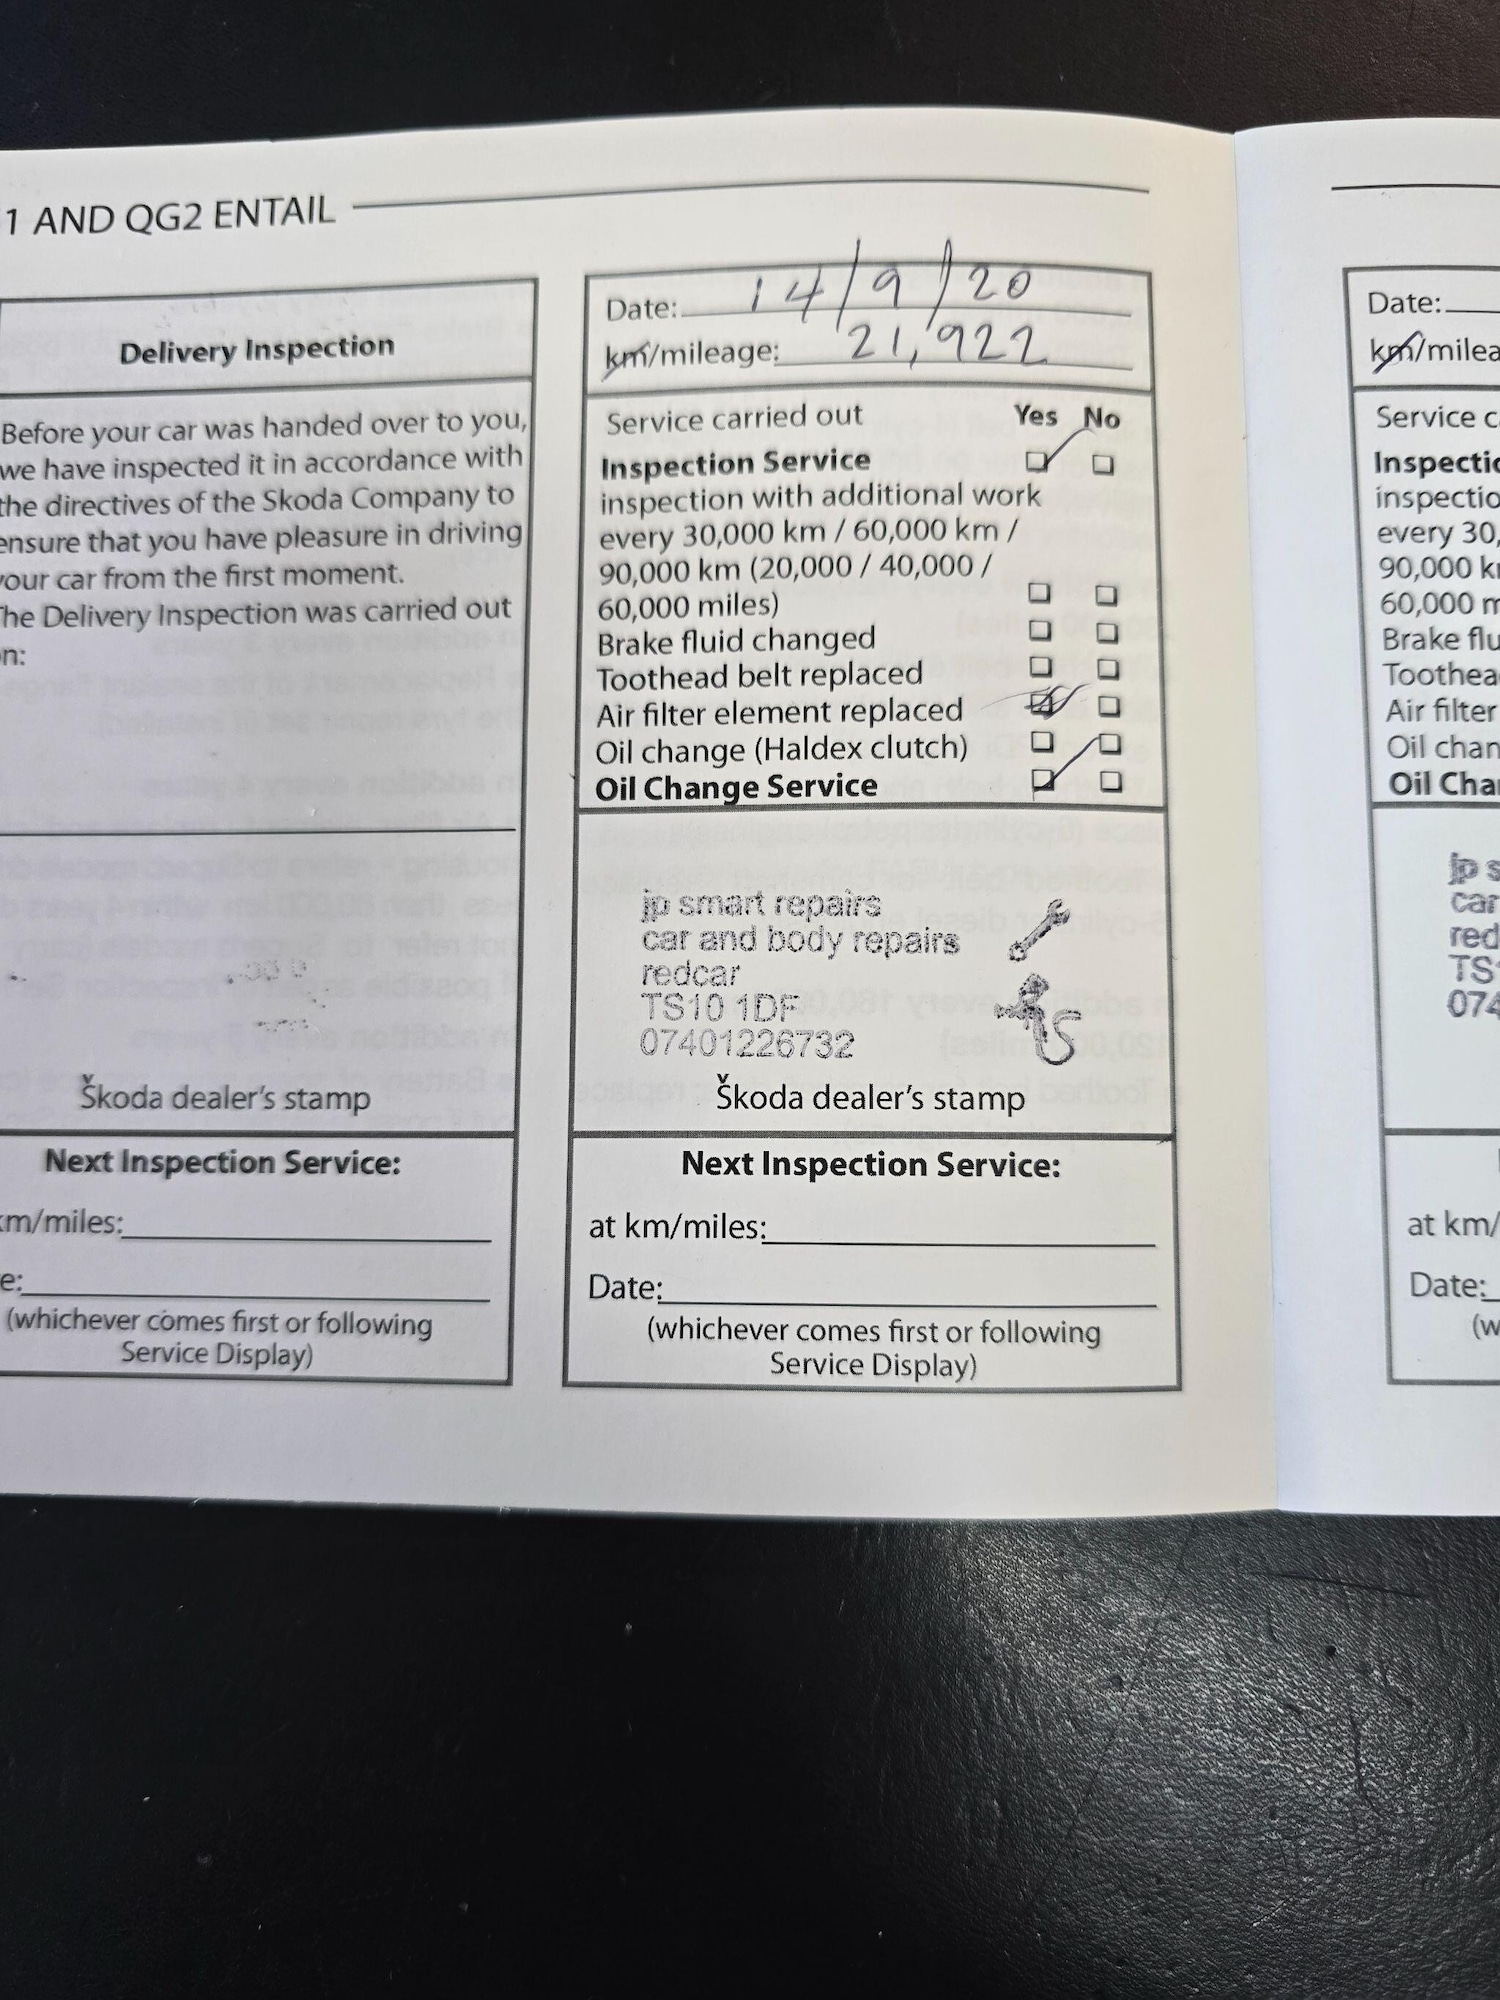 1 AND QG2 ENTAIL
Delivery Inspection
Before your car was handed over to you,
we have inspected it in accordance with
the directives of the Skoda Company to
ensure that you have pleasure in driving
your car from the first moment.
The Delivery Inspection was carried out
on:
Škoda dealer's stamp
Next Inspection Service:
km/miles:
e:
(whichever comes first or following
Service Display)
Date: 14/9/20
km/mileage: 21,922
Service carried out Yes No
Inspection Service
inspection with additional work
every 30,000 km / 60,000 km /
90,000 km (20,000 / 40,000 /
60,000 miles)
Brake fluid changed
Toothead belt replaced
Air filter element replaced
Oil change (Haldex clutch)
Oil Change Service
jp smart repairs
car and body repairs
redcar
TS10 1DF
07401226732
Škoda dealer's stamp
Next Inspection Service:
at km/miles:
Date:
(whichever comes first or following
Service Display)
Date:
km/milea
Service c
Inspectio
inspectio
every 30,
90,000 k
60,000 m
Brake flu
Toothea
Air filter
Oil chan
Oil Cha
jp s
car
red
TS1
074
at km/
Date:
(w